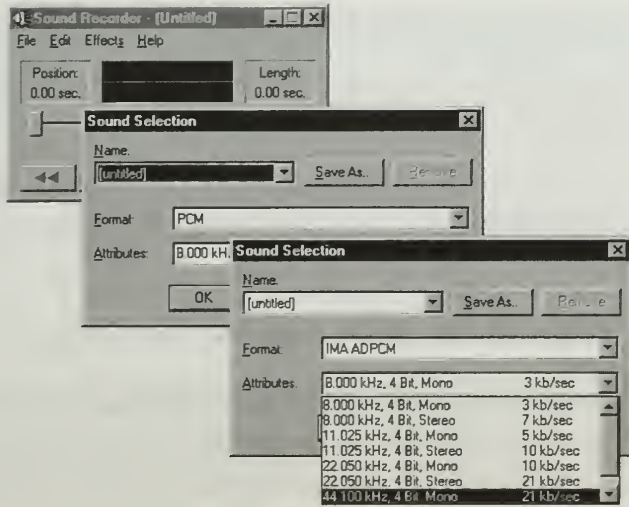 Sound Recorder - (Untitled)
File Edit Effects Help
Position: Length:
0.00 sec. 0.00 sec.
Sound Selection
Name.
[untitled] Save As.. Remove
Format: PCM
Attributes: 8.000 kH
OK
Sound Selection
Name.
[untitled] Save As.. Remove
Format: IMA ADPCM
Attributes: 8.000 kHz, 4 Bit, Mono 3 kb/sec
8.000 kHz, 4 Bit, Mono 3 kb/sec
8.000 kHz, 4 Bit, Stereo 7 kb/sec
11.025 kHz, 4 Bit, Mono 5 kb/sec
11.025 kHz, 4 Bit, Stereo 10 kb/sec
22.050 kHz, 4 Bit, Mono 10 kb/sec
22.050 kHz, 4 Bit, Stereo 21 kb/sec
44.100 kHz, 4 Bit, Mono 21 kb/sec